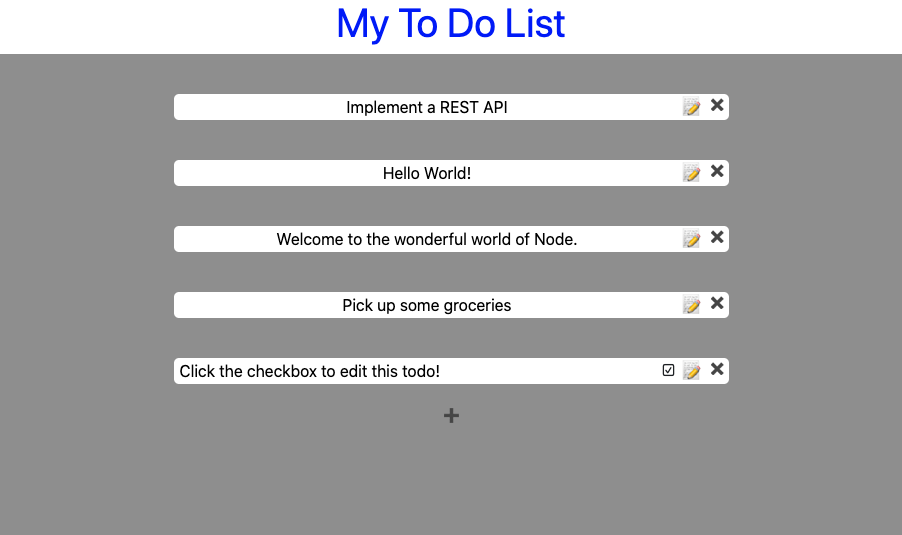 My To Do List
Implement a REST API
Hello World!
Welcome to the wonderful world of Node.
Pick up some groceries
Click the checkbox to edit this todo!